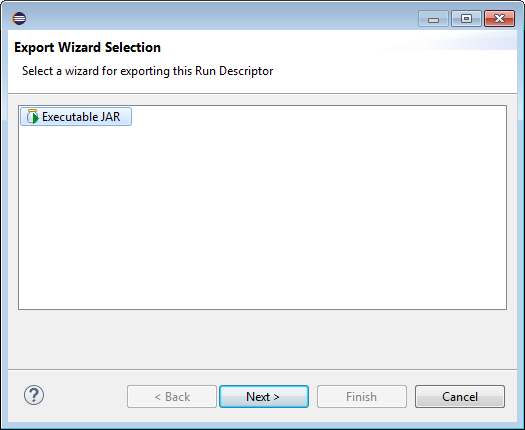 Export Wizard Selection
Select a wizard for exporting this Run Descriptor
Executable JAR
?
< Back
Next >
Finish
Cancel